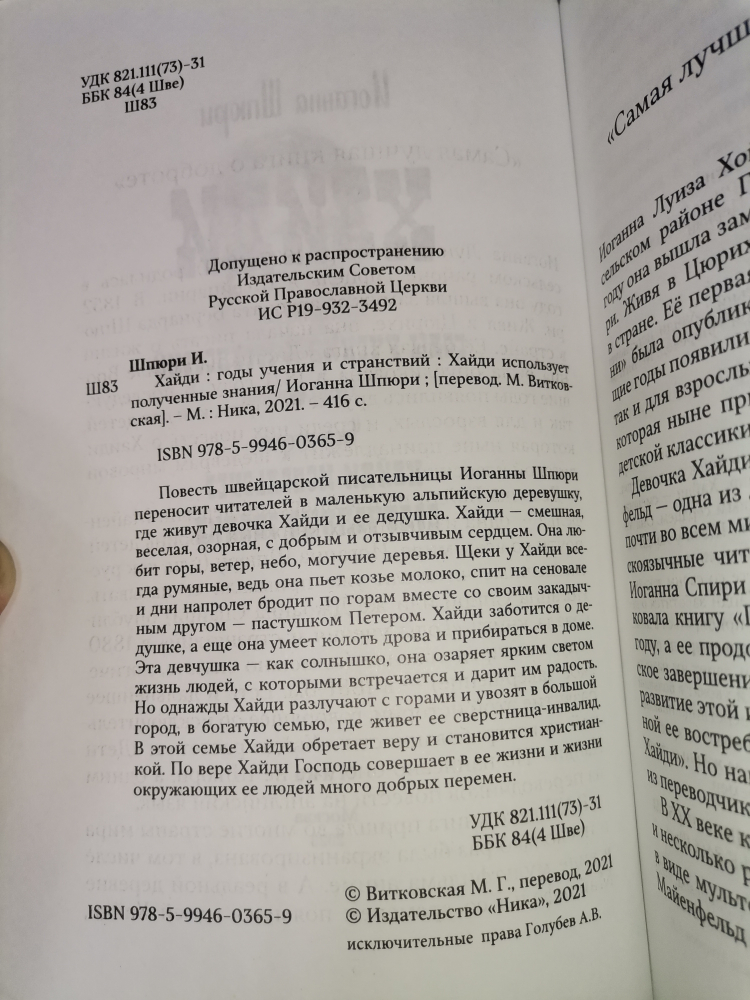 УДК 821.111(73)-31
ББК 84(4 Шве)
Ш83
Допущено к распространению
Издательским Советом
Русской Православной Церкви
ИС Р19-932-3492
Шпюри И.
Ш83 Хайди : годы учения и странствий : Хайди использует
полученные знания/ Иоганна Шпюри ; [перевод. М. Витков-
ская]. – М. : Ника, 2021. – 416 с.
ISBN 978-5-9946-0365-9
Повесть швейцарской писательницы Иоганны Шпюри
переносит читателей в маленькую альпийскую деревушку,
где живут девочка Хайди и ее дедушка. Хайди – смешная,
веселая, озорная, с добрым и отзывчивым сердцем. Она лю-
бит горы, ветер, небо, могучие деревья. Щеки у Хайди все-
гда румяные, ведь она пьет козье молоко, спит на сеновале
и дни напролет бродит по горам вместе со своим закадыч-
ным другом – пастушком Петером. Хайди заботится о де-
душке, а еще она умеет колоть дрова и прибираться в доме.
Эта девчушка – как солнышко, она озаряет ярким светом
жизнь людей, с которыми встречается и дарит им радость.
Но однажды Хайди разлучают с горами и увозят в большой
город, в богатую семью, где живет ее сверстница-инвалид.
В этой семье Хайди обретает веру и становится христиан-
кой. По вере Хайди Господь совершает в ее жизни и жизни
окружающих ее людей много добрых перемен.
УДК 821.111(73)-31
ББК 84(4 Шве)
© Витковская М. Г., перевод, 2021
ISBN 978-5-9946-0365-9 © Издательство «Ника», 2021
исключительные права Голубев А.В.
«Самая лучш
Иоганна Луиза Хо
сельском районе
году она вышла зам
ри. Живя в Цюрих
в стране. Её первая
ни» была опублик
щие годы появили
так и для взрослы
которая ныне пр
детской классики
Девочка Хайди
фельд – одна из
почти во всем ми
скоязычные чит
Иоганна Спири
ковала книгу «
году, а ее продо
ское завершени
развитие этой и
ной ее востреб
Хайди». Но на
из переводчик
В XX веке к
и несколько р
в виде мульт
Майенфельд